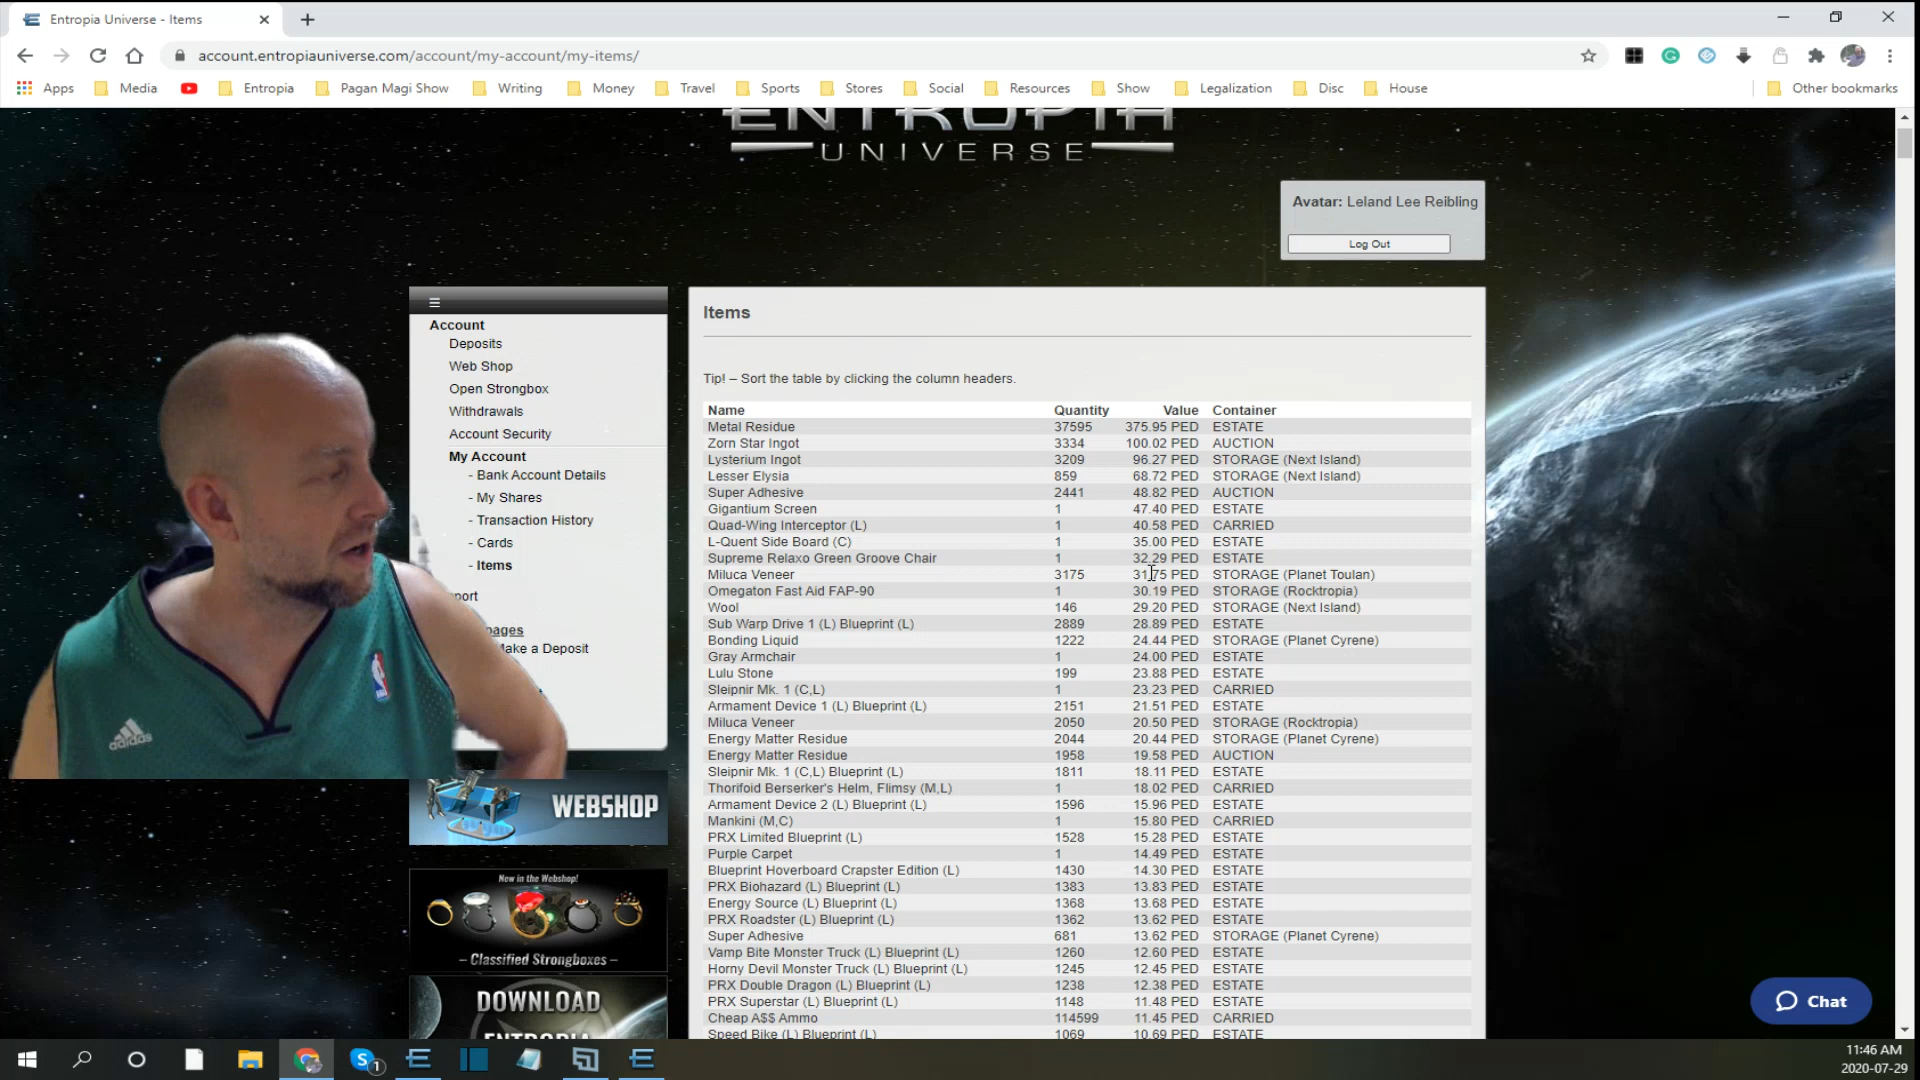 Entropia Universe - Items
account.entropiauniverse.com/account/my-account/my-items/
Apps Media Entropia Pagan Magi Show Writing Money Travel Sports Stores Social Resources Show Legalization Disc House Other bookmarks
ENTROPIA
UNIVERSE
Avatar: Leland Lee Reibling
Log Out
Account
Deposits
Web Shop
Open Strongbox
Withdrawals
Account Security
My Account
- Bank Account Details
- My Shares
- Transaction History
- Cards
- Items
port
pages
ake a Deposit
adidas
WEBSHOP
New in the Webshop!
– Classified Strongboxes –
DOWNLOAD
ENTROPIA
Items
Tip! – Sort the table by clicking the column headers.
Name Quantity Value Container
Metal Residue 37595 375.95 PED ESTATE
Zorn Star Ingot 3334 100.02 PED AUCTION
Lysterium Ingot 3209 96.27 PED STORAGE (Next Island)
Lesser Elysia 859 68.72 PED STORAGE (Next Island)
Super Adhesive 2441 48.82 PED AUCTION
Gigantium Screen 1 47.40 PED ESTATE
Quad-Wing Interceptor (L) 1 40.58 PED CARRIED
L-Quent Side Board (C) 1 35.00 PED ESTATE
Supreme Relaxo Green Groove Chair 1 32.29 PED ESTATE
Miluca Veneer 3175 31.75 PED STORAGE (Planet Toulan)
Omegaton Fast Aid FAP-90 1 30.19 PED STORAGE (Rocktropia)
Wool 146 29.20 PED STORAGE (Next Island)
Sub Warp Drive 1 (L) Blueprint (L) 2889 28.89 PED ESTATE
Bonding Liquid 1222 24.44 PED STORAGE (Planet Cyrene)
Gray Armchair 1 24.00 PED ESTATE
Lulu Stone 199 23.88 PED ESTATE
Sleipnir Mk. 1 (C,L) 1 23.23 PED CARRIED
Armament Device 1 (L) Blueprint (L) 2151 21.51 PED ESTATE
Miluca Veneer 2050 20.50 PED STORAGE (Rocktropia)
Energy Matter Residue 2044 20.44 PED STORAGE (Planet Cyrene)
Energy Matter Residue 1958 19.58 PED AUCTION
Sleipnir Mk. 1 (C,L) Blueprint (L) 1811 18.11 PED ESTATE
Thorifoid Berserker's Helm, Flimsy (M,L) 1 18.02 PED CARRIED
Armament Device 2 (L) Blueprint (L) 1596 15.96 PED ESTATE
Mankini (M,C) 1 15.80 PED CARRIED
PRX Limited Blueprint (L) 1528 15.28 PED ESTATE
Purple Carpet 1 14.49 PED ESTATE
Blueprint Hoverboard Crapster Edition (L) 1430 14.30 PED ESTATE
PRX Biohazard (L) Blueprint (L) 1383 13.83 PED ESTATE
Energy Source (L) Blueprint (L) 1368 13.68 PED ESTATE
PRX Roadster (L) Blueprint (L) 1362 13.62 PED ESTATE
Super Adhesive 681 13.62 PED STORAGE (Planet Cyrene)
Vamp Bite Monster Truck (L) Blueprint (L) 1260 12.60 PED ESTATE
Horny Devil Monster Truck (L) Blueprint (L) 1245 12.45 PED ESTATE
PRX Double Dragon (L) Blueprint (L) 1238 12.38 PED ESTATE
PRX Superstar (L) Blueprint (L) 1148 11.48 PED ESTATE
Cheap A$$ Ammo 114599 11.45 PED CARRIED
Speed Bike (L) Blueprint (L) 1069 10.69 PED ESTATE
Chat
1
11:46 AM
2020-07-29